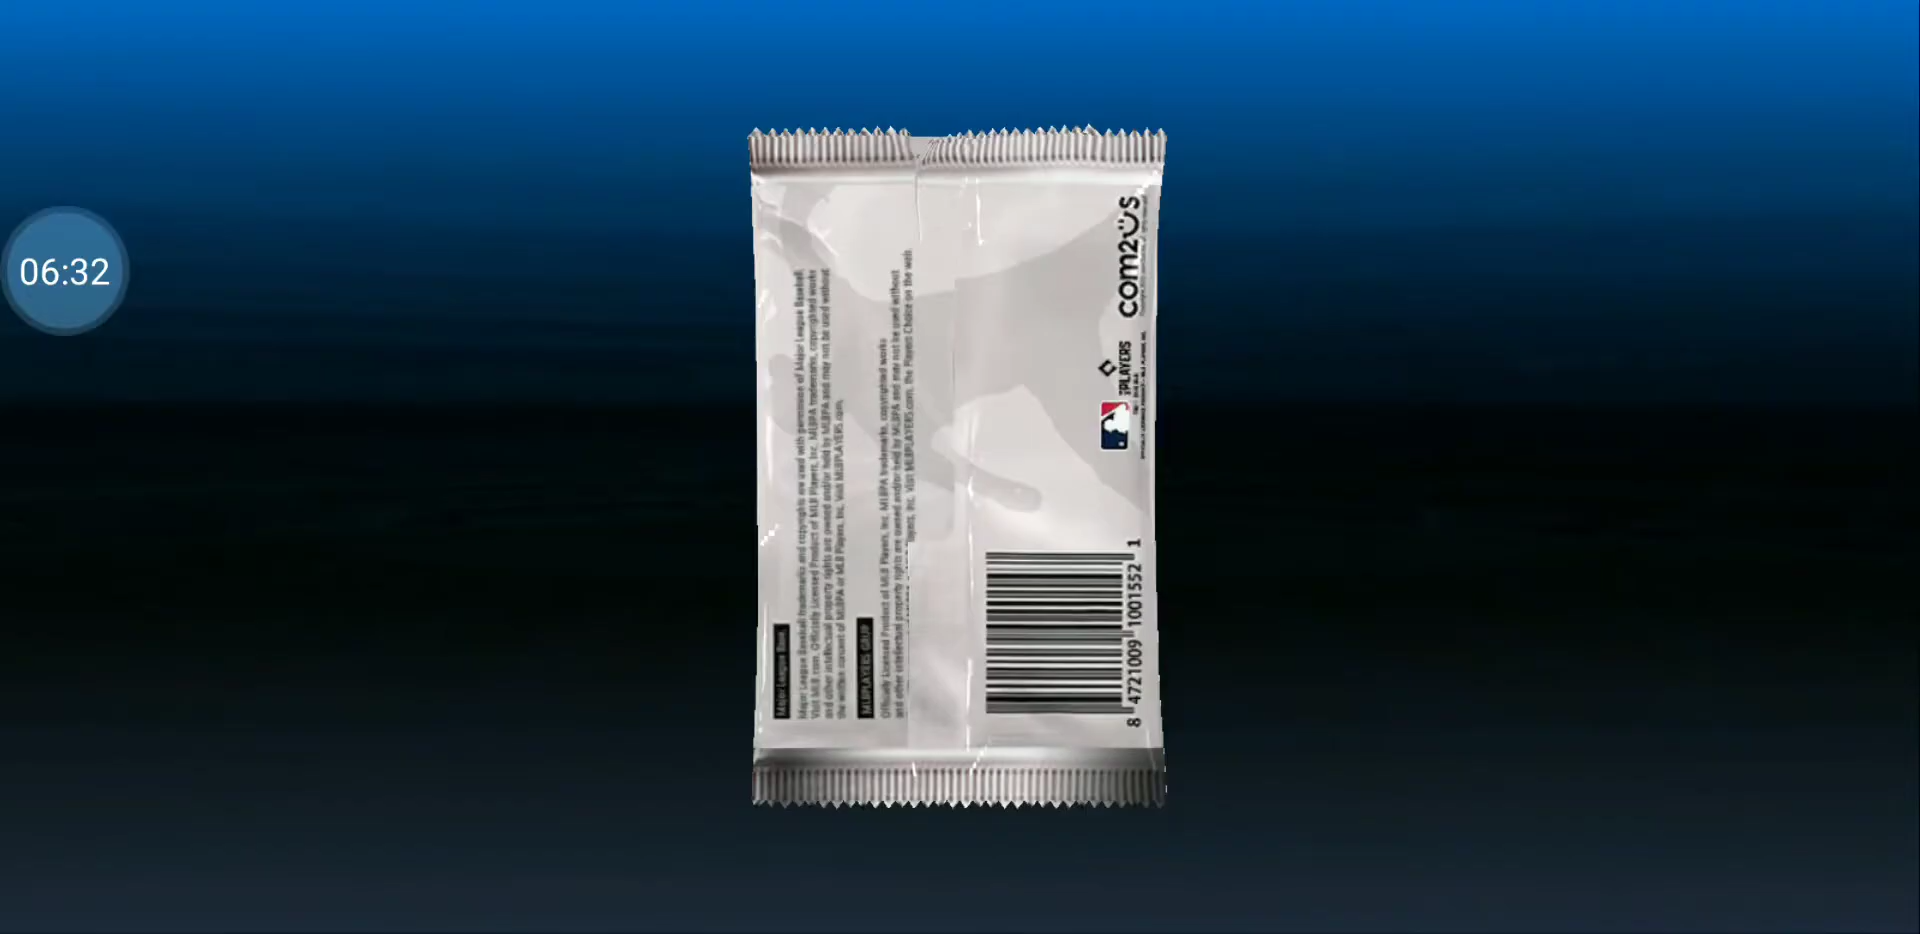 06:32
Major League Baseball trademarks and copyrights are used with permission of Major League Baseball.
Visit MLB.com. Officially Licensed Product of MLB Players, Inc. MLBPA trademarks, copyrighted works
and other intellectual property rights are owned and/or held by MLBPA and may not be used without
the written consent of MLBPA or MLB Players, Inc. Visit MLBPLAYERS.com,
MLBPLAYERS
Officially Licensed Product of MLB Players, Inc. MLBPA trademarks, copyrighted works
and other intellectual property rights are owned and/or held by MLBPA and may not be used without
Inc. Visit MLBPLAYERS.com, the Players Choice on the web.
PLAYERS
com2us
8 4721009 1001552 1